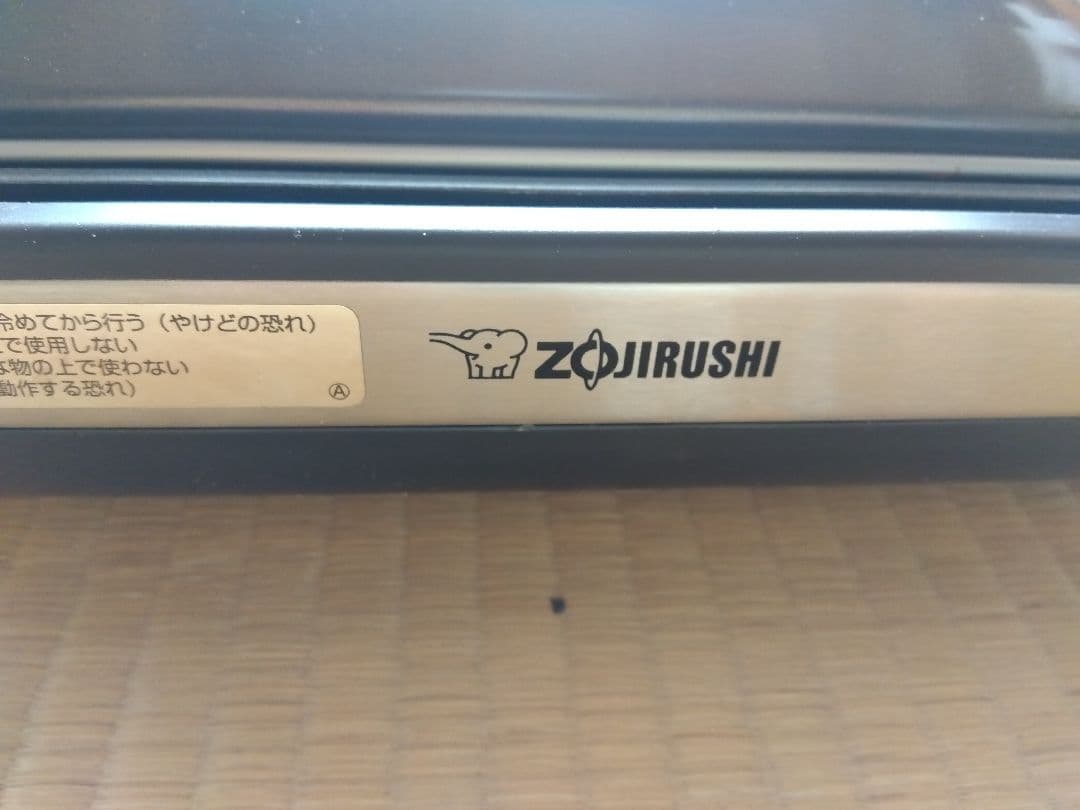 冷めてから行う（やけどの恐れ）
で使用しない
な物の上で使わない
動作する恐れ）
Ⓐ
ZOJIRUSHI